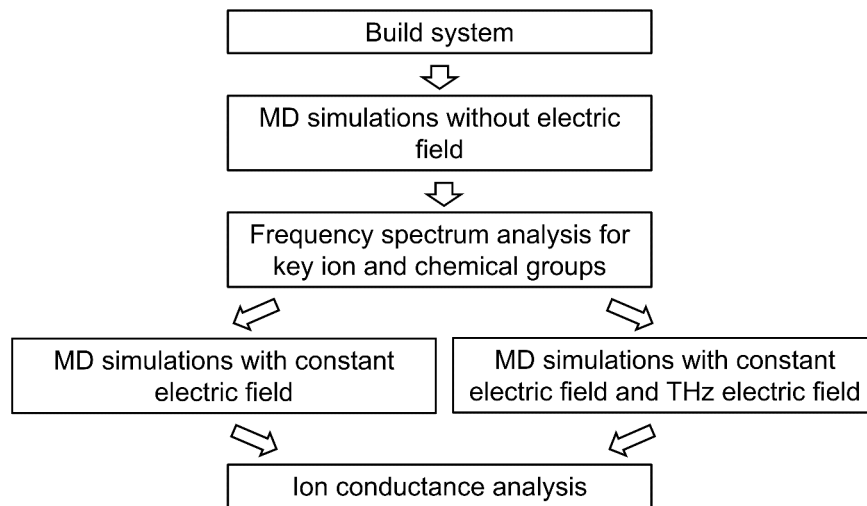 Build system
MD simulations without electric
field
Frequency spectrum analysis for
key ion and chemical groups
MD simulations with constant
electric field
MD simulations with constant
electric field and THz electric field
Ion conductance analysis